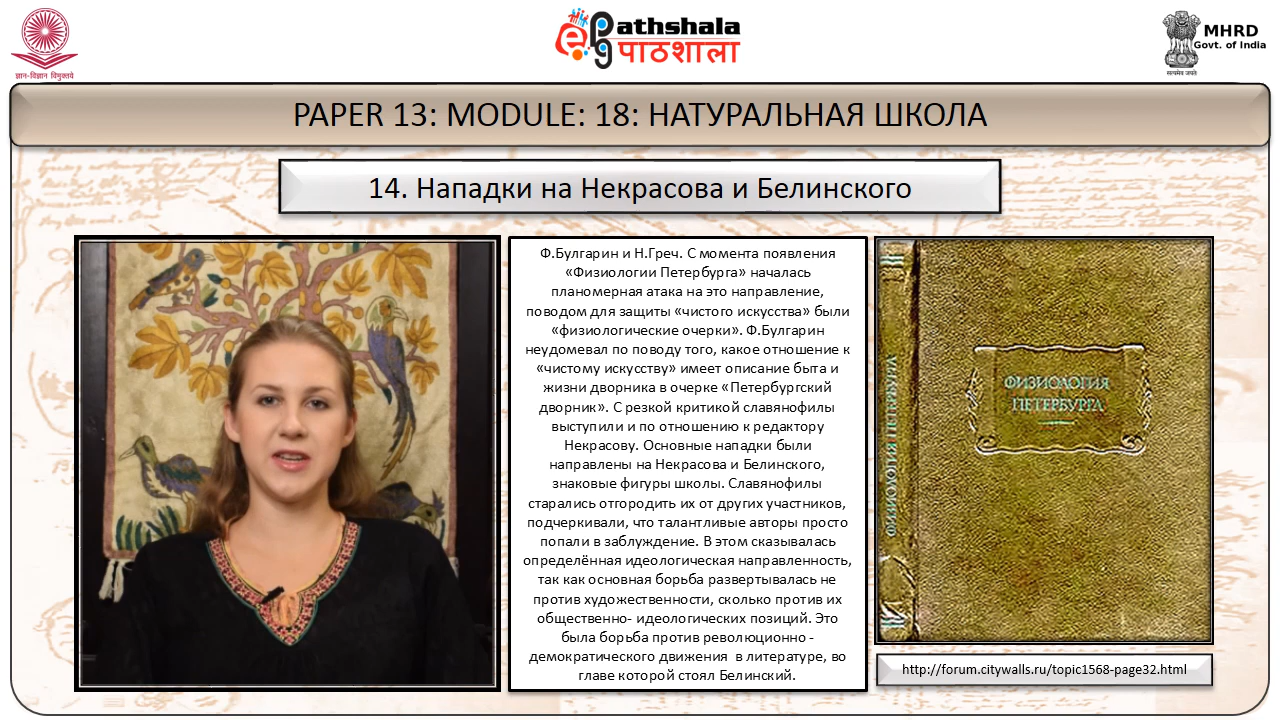 ज्ञान-विज्ञान विमुक्तये
ePathshala
पाठशाला
MHRD
Govt. of India
सत्यमेव जयते
PAPER 13: MODULE: 18: НАТУРАЛЬНАЯ ШКОЛА
14. Нападки на Некрасова и Белинского
Ф.Булгарин и Н.Греч. С момента появления
«Физиологии Петербурга» началась
планомерная атака на это направление,
поводом для защиты «чистого искусства» были
«физиологические очерки». Ф.Булгарин
неудомевал по поводу того, какое отношение к
«чистому искусству» имеет описание быта и
жизни дворника в очерке «Петербургский
дворник». С резкой критикой славянофилы
выступили и по отношению к редактору
Некрасову. Основные нападки были
направлены на Некрасова и Белинского,
знаковые фигуры школы. Славянофилы
старались отгородить их от других участников,
подчеркивали, что талантливые авторы просто
попали в заблуждение. В этом сказывалась
определённая идеологическая направленность,
так как основная борьба развертывалась не
против художественности, сколько против их
общественно- идеологических позиций. Это
была борьба против революционно -
демократического движения в литературе, во
главе которой стоял Белинский.
ФИЗИОЛОГИЯ ПЕТЕРБУРГА
ФИЗИОЛОГИЯ
ПЕТЕРБУРГА
http://forum.citywalls.ru/topic1568-page32.html